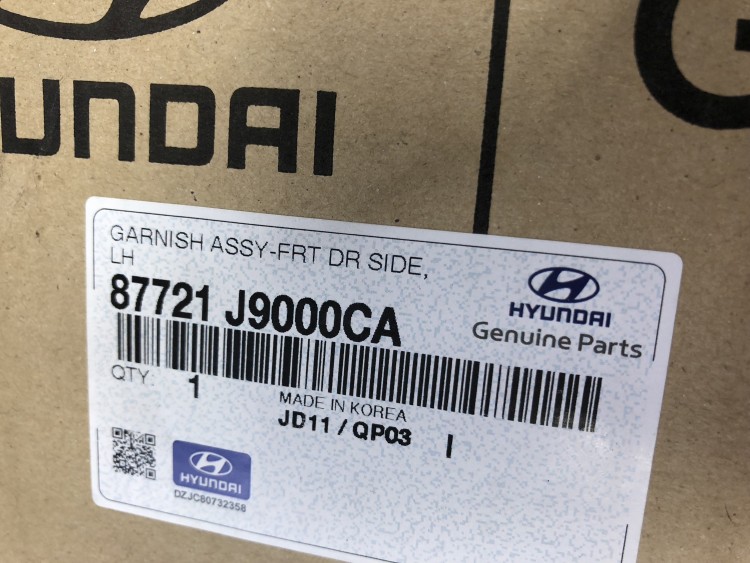 HYUNDAI
G
GARNISH ASSY-FRT DR SIDE,
LH
87721 J9000CA
HYUNDAI
Genuine Parts
QTY 1
MADE IN KOREA
JD11 / QP03 I
HYUNDAI
DZJC80732358